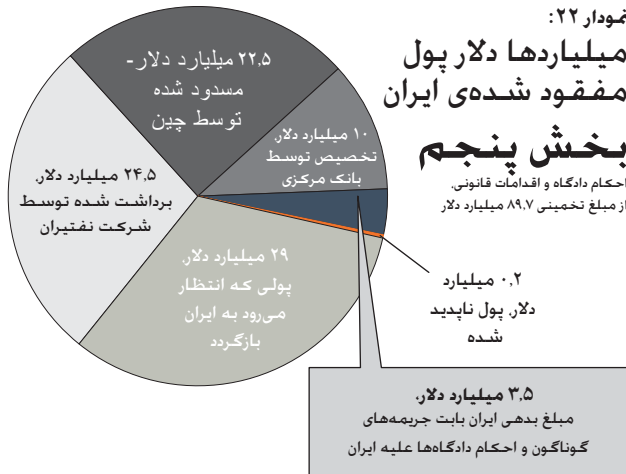 نمودار ۲۲:
میلیاردها دلار پول
مفقود شده‌ی ایران
بخش پنجم
احکام دادگاه و اقدامات قانونی،
از مبلغ تخمینی ۸۹,۷ میلیارد دلار
۲۲,۵ میلیارد دلار-
مسدود شده
توسط چین
۱۰ میلیارد دلار،
تخصیص توسط
بانک مرکزی
۲۴,۵ میلیارد دلار،
برداشت شده توسط
شرکت نفتیران
۲۹ میلیارد دلار،
پولی که انتظار
می‌رود به ایران
بازگردد
۰,۲ میلیارد
دلار، پول ناپدید
شده
۳,۵ میلیارد دلار،
مبلغ بدهی ایران بابت جریمه‌های
گوناگون و احکام دادگاه‌ها علیه ایران